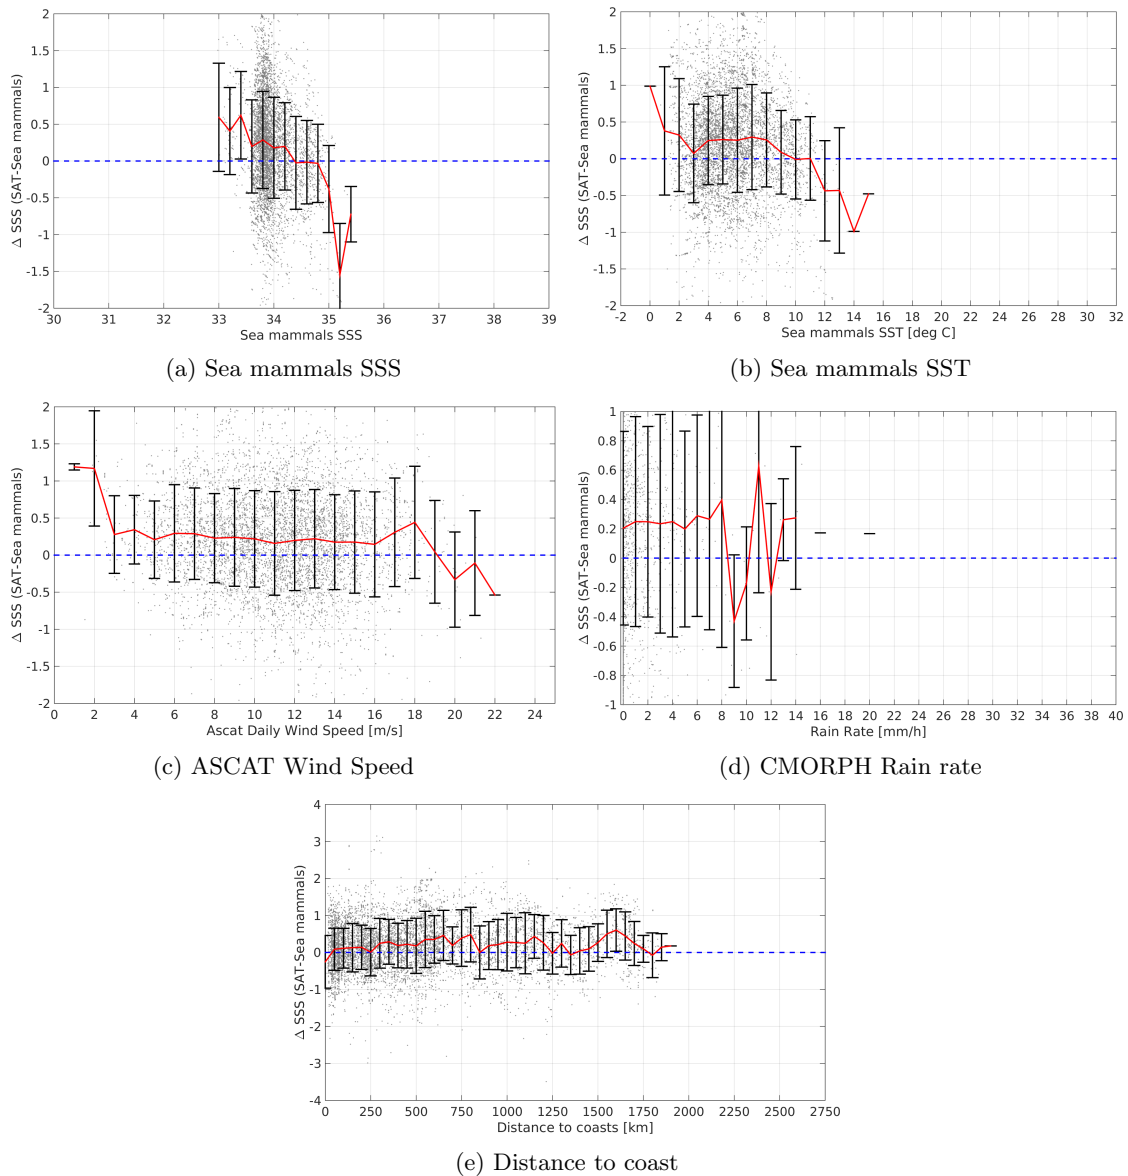 2
1.5
1
0.5
0
-0.5
-1
-1.5
-2
Δ SSS (SAT-Sea mammals)
30 31 32 33 34 35 36 37 38 39
Sea mammals SSS
(a) Sea mammals SSS
2
1.5
1
0.5
0
-0.5
-1
-1.5
-2
Δ SSS (SAT-Sea mammals)
-2 0 2 4 6 8 10 12 14 16 18 20 22 24 26 28 30 32
Sea mammals SST [deg C]
(b) Sea mammals SST
2
1.5
1
0.5
0
-0.5
-1
-1.5
-2
Δ SSS (SAT-Sea mammals)
0 2 4 6 8 10 12 14 16 18 20 22 24
Ascat Daily Wind Speed [m/s]
(c) ASCAT Wind Speed
1
0.8
0.6
0.4
0.2
0
-0.2
-0.4
-0.6
-0.8
-1
Δ SSS (SAT-Sea mammals)
0 2 4 6 8 10 12 14 16 18 20 22 24 26 28 30 32 34 36 38 40
Rain Rate [mm/h]
(d) CMORPH Rain rate
4
3
2
1
0
-1
-2
-3
-4
Δ SSS (SAT-Sea mammals)
0 250 500 750 1000 1250 1500 1750 2000 2250 2500 2750
Distance to coasts [km]
(e) Distance to coast